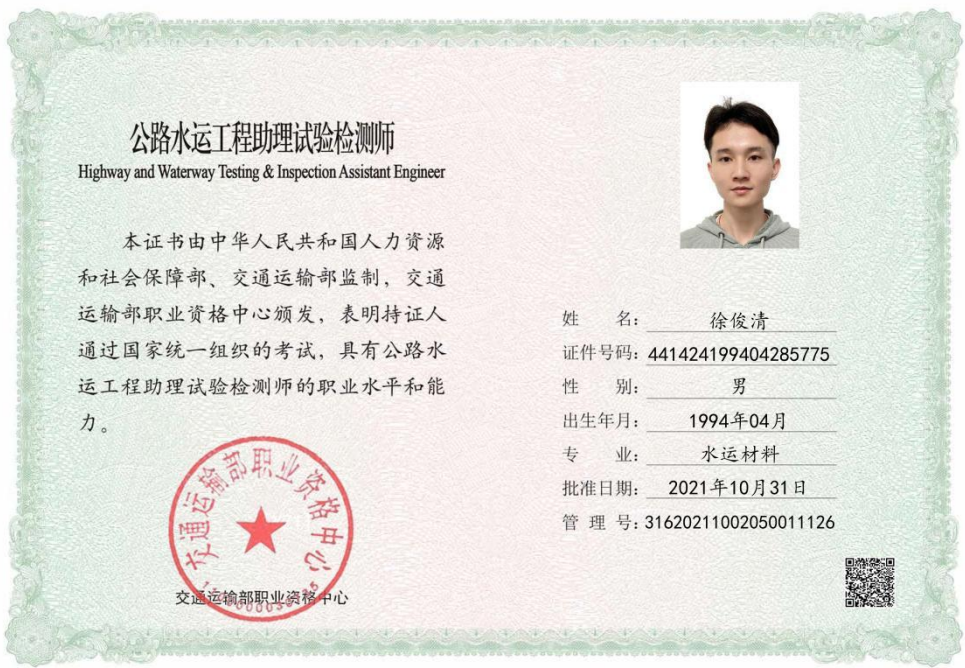 公路水运工程助理试验检测师
Highway and Waterway Testing & Inspection Assistant Engineer
本证书由中华人民共和国人力资源
和社会保障部、交通运输部监制，交通
运输部职业资格中心颁发，表明持证人
通过国家统一组织的考试，具有公路水
运工程助理试验检测师的职业水平和能
力。
交通运输部职业资格中心
交通运输部职业资格中心
姓 名：徐俊清
证件号码：441424199404285775
性 别：男
出生年月：1994年04月
专 业：水运材料
批准日期：2021年10月31日
管 理 号：31620211002050011126